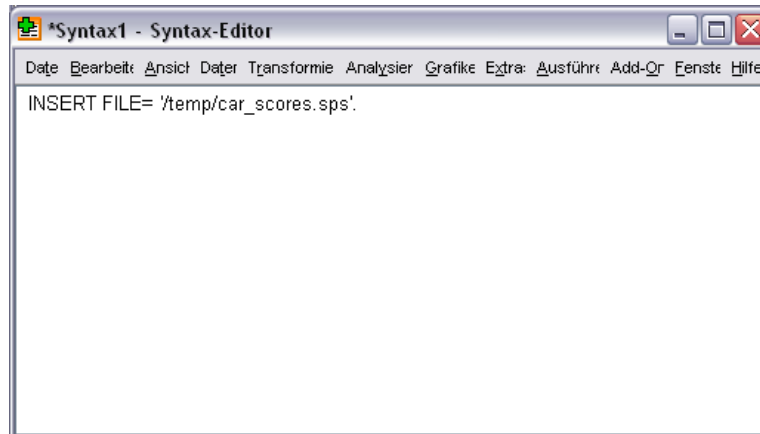 *Syntax1 - Syntax-Editor
Date Bearbeite Ansich Dater Transformie Analysier Grafike Extra: Ausführe Add-Or Fenste Hilfe
INSERT FILE= '/temp/car_scores.sps'.